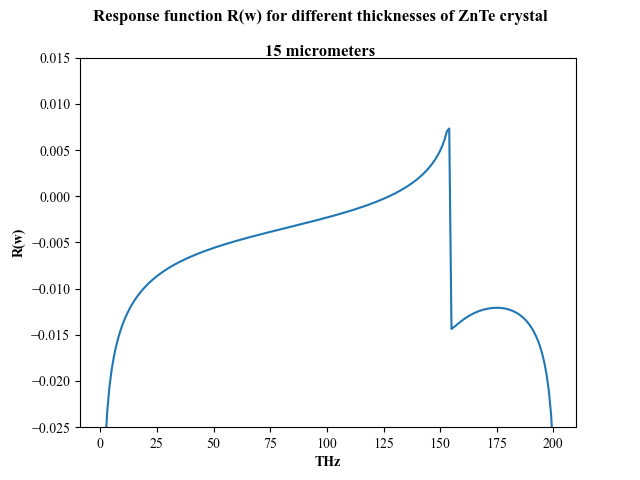 Response function R(w) for different thicknesses of ZnTe crystal
15 micrometers
0.015
0.010
0.005
0.000
−0.005
−0.010
−0.015
−0.020
−0.025
R(w)
0 25 50 75 100 125 150 175 200
THz